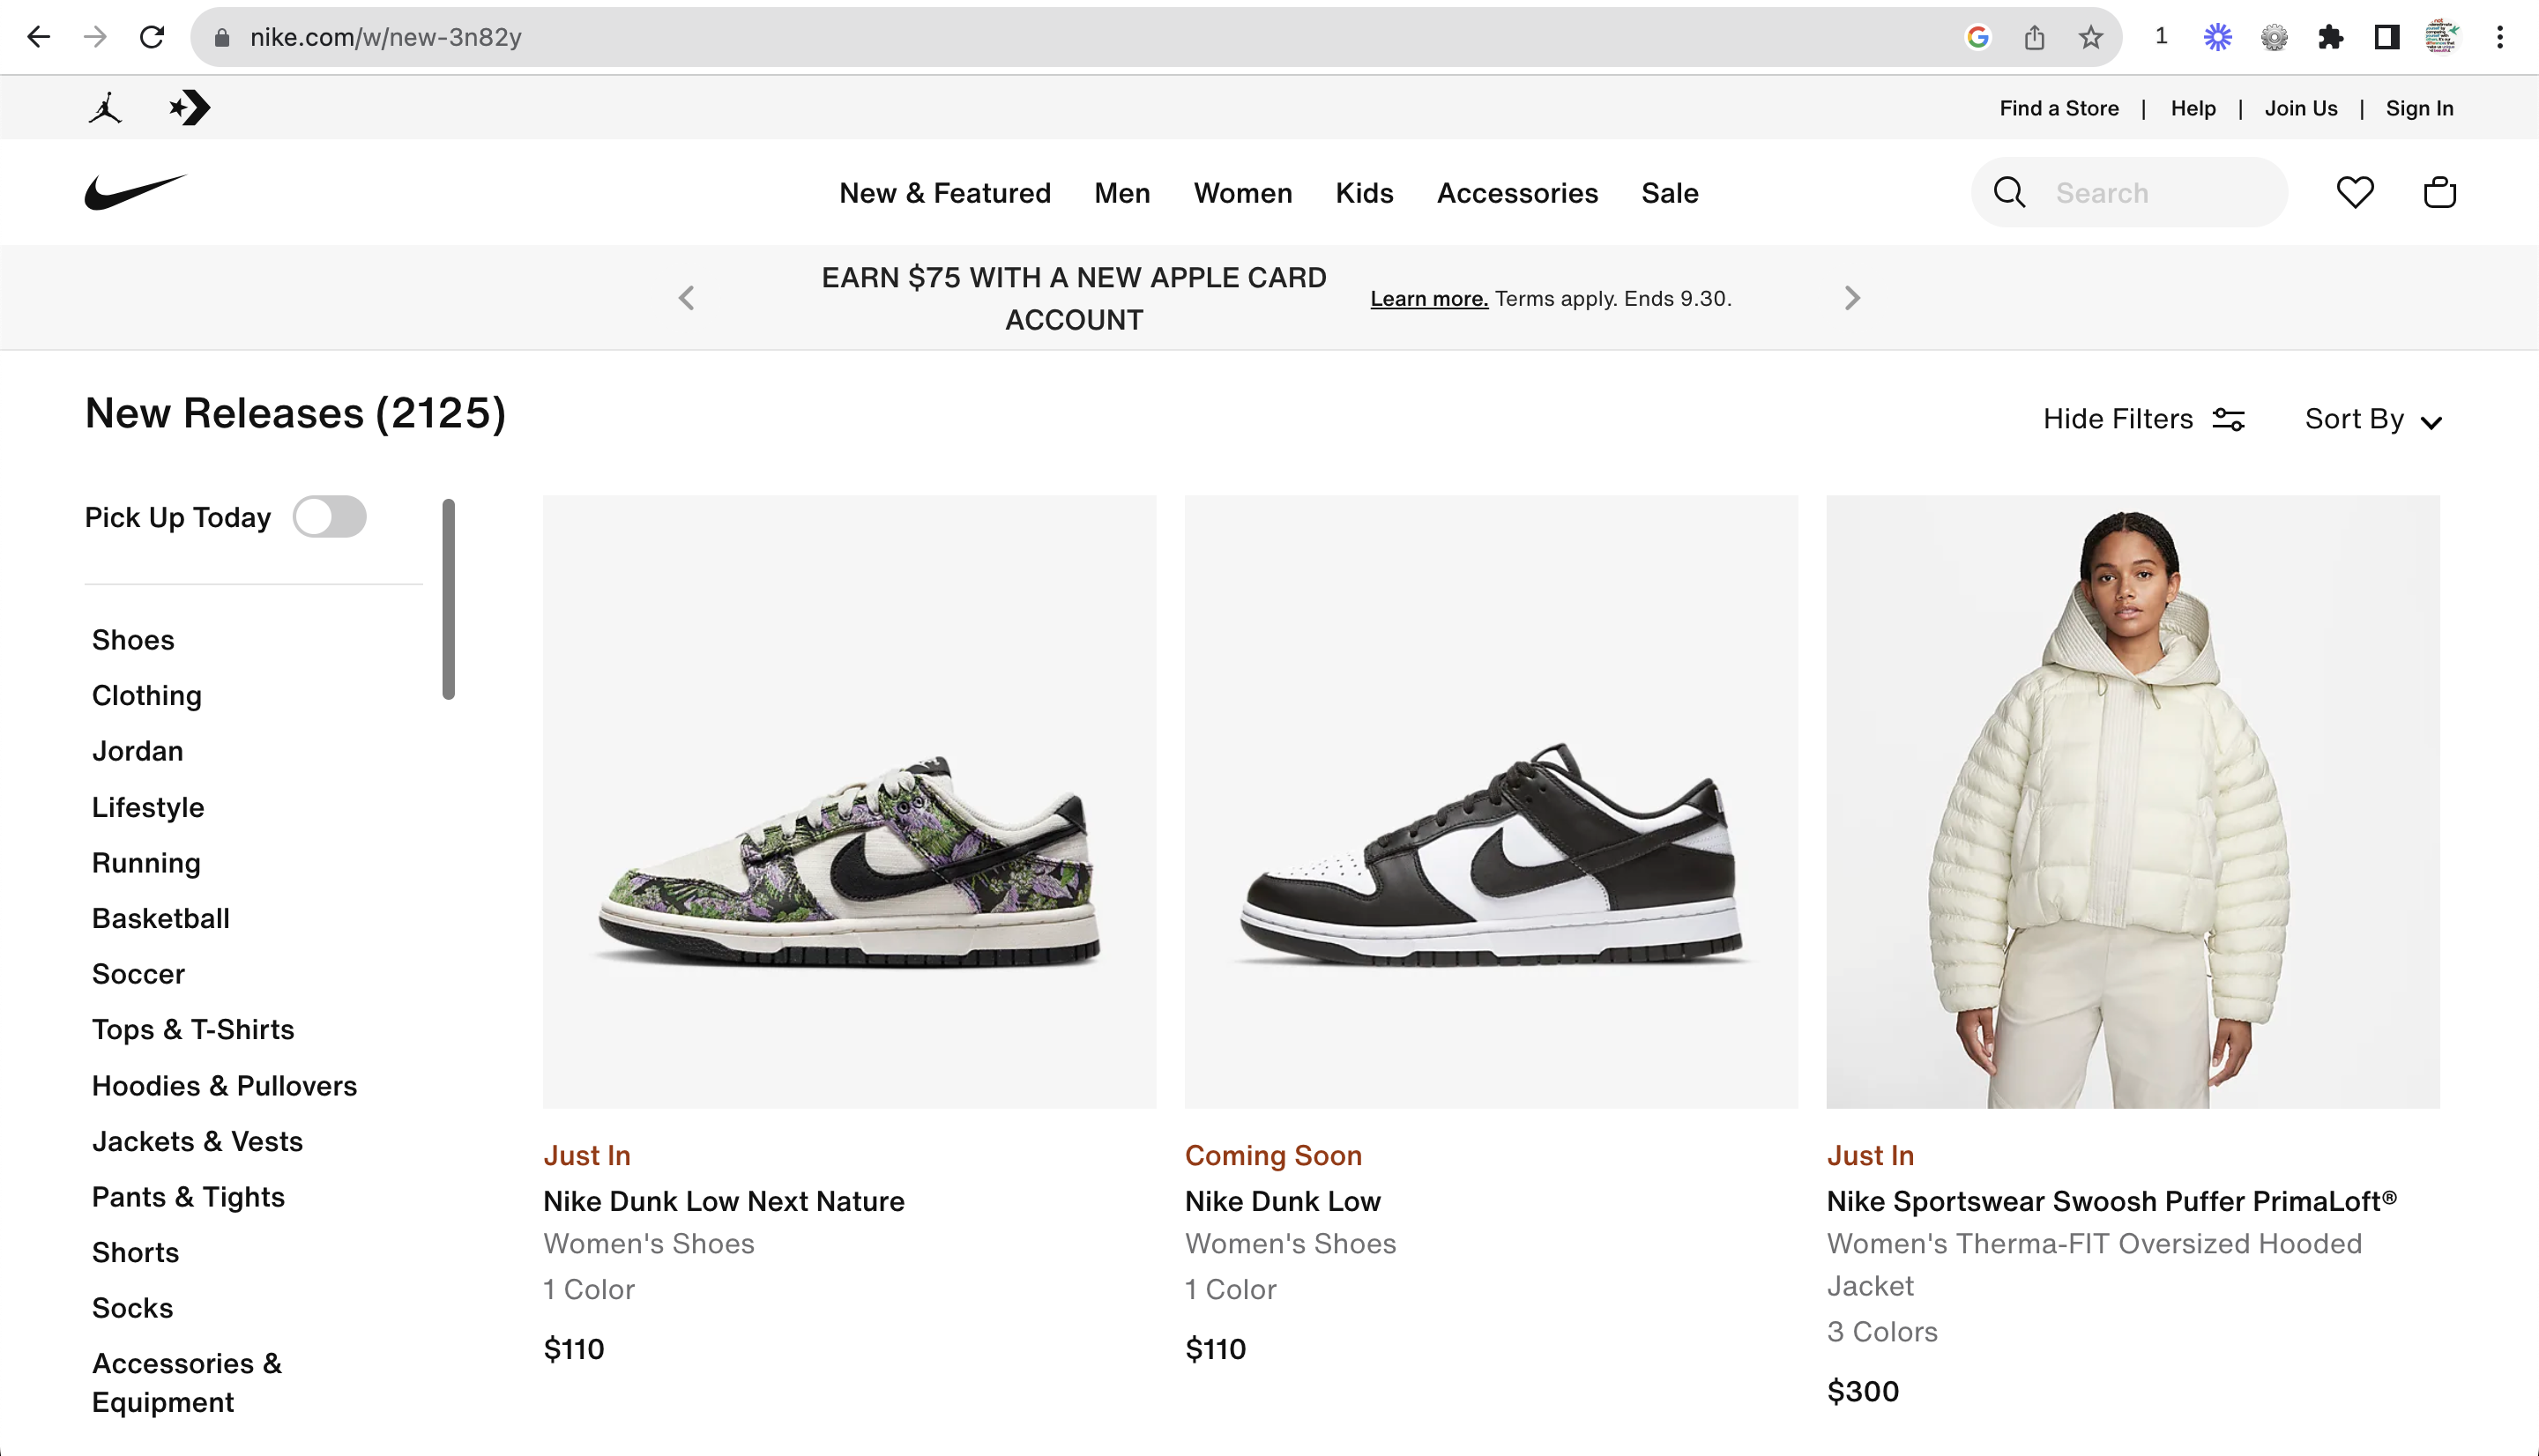 nike.com/w/new-3n82y
1
Find a Store | Help | Join Us | Sign In
New & Featured Men Women Kids Accessories Sale
Search
EARN $75 WITH A NEW APPLE CARD
ACCOUNT
Learn more. Terms apply. Ends 9.30.
New Releases (2125)
Hide Filters
Sort By
Pick Up Today
Shoes
Clothing
Jordan
Lifestyle
Running
Basketball
Soccer
Tops & T-Shirts
Hoodies & Pullovers
Jackets & Vests
Pants & Tights
Shorts
Socks
Accessories &
Equipment
Just In
Nike Dunk Low Next Nature
Women's Shoes
1 Color
$110
Coming Soon
Nike Dunk Low
Women's Shoes
1 Color
$110
Just In
Nike Sportswear Swoosh Puffer PrimaLoft®
Women's Therma-FIT Oversized Hooded
Jacket
3 Colors
$300